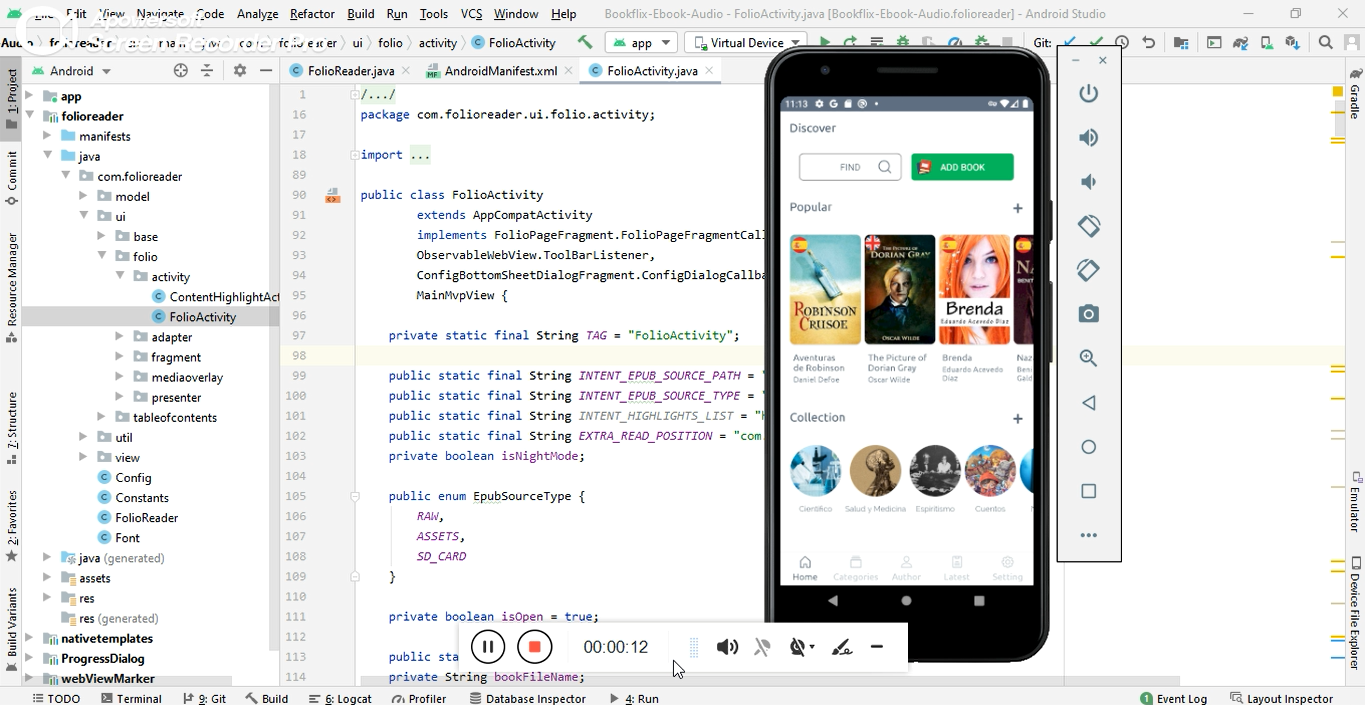 File Edit View Navigate Code Analyze Refactor Build Run Tools VCS Window Help Bookflix-Ebook-Audio - FolioActivity.java [Bookflix-Ebook-Audio.folioreader] - Android Studio
Apowersoft
Screen Recorder Pro
folio activity FolioActivity app Virtual Device Git:
Android FolioReader.java AndroidManifest.xml FolioActivity.java
1: Project
Commit
Resource Manager
Z: Structure
2: Favorites
Build Variants
app
folioreader
manifests
java
com.folioreader
model
ui
base
folio
activity
ContentHighlightAct
FolioActivity
adapter
fragment
mediaoverlay
presenter
tableofcontents
util
view
Config
Constants
FolioReader
Font
java (generated)
assets
res
res (generated)
nativetemplates
ProgressDialog
webViewMarker
1 /.../
16 package com.folioreader.ui.folio.activity;
17
18 import ...
89
90 public class FolioActivity
91 extends AppCompatActivity
92 implements FolioPageFragment.FolioPageFragmentCall
93 ObservableWebView.ToolBarListener,
94 ConfigBottomSheetDialogFragment.ConfigDialogCallba
95 MainMvpView {
96
97 private static final String TAG = "FolioActivity";
98
99 public static final String INTENT_EPUB_SOURCE_PATH = "
100 public static final String INTENT_EPUB_SOURCE_TYPE = "
101 public static final String INTENT_HIGHLIGHTS_LIST = "h
102 public static final String EXTRA_READ_POSITION = "com.
103 private boolean isNightMode;
104
105 public enum EpubSourceType {
106 RAW,
107 ASSETS,
108 SD_CARD
109 }
110
111 private boolean isOpen = true;
112
113 public sta
114 private String bookFileName;
11:13
Discover
FIND
ADD BOOK
Popular +
ROBINSON
CRUSOE
THE PICTURE OF
DORIAN GRAY
OSCAR WILDE
Brenda
Eduardo Acevedo Diaz
Aventuras
de Robinson
Daniel Defoe
The Picture of
Dorian Gray
Oscar Wilde
Brenda
Eduardo Acevedo
Díaz
Naz
Beni
Gald
Collection +
Científico Salud y Medicina Espiritismo Cuentos
Home Categories Author Latest Setting
00:00:12
Gradle
Emulator
Device File Explorer
TODO Terminal 9: Git Build 6: Logcat Profiler Database Inspector 4: Run 1 Event Log Layout Inspector